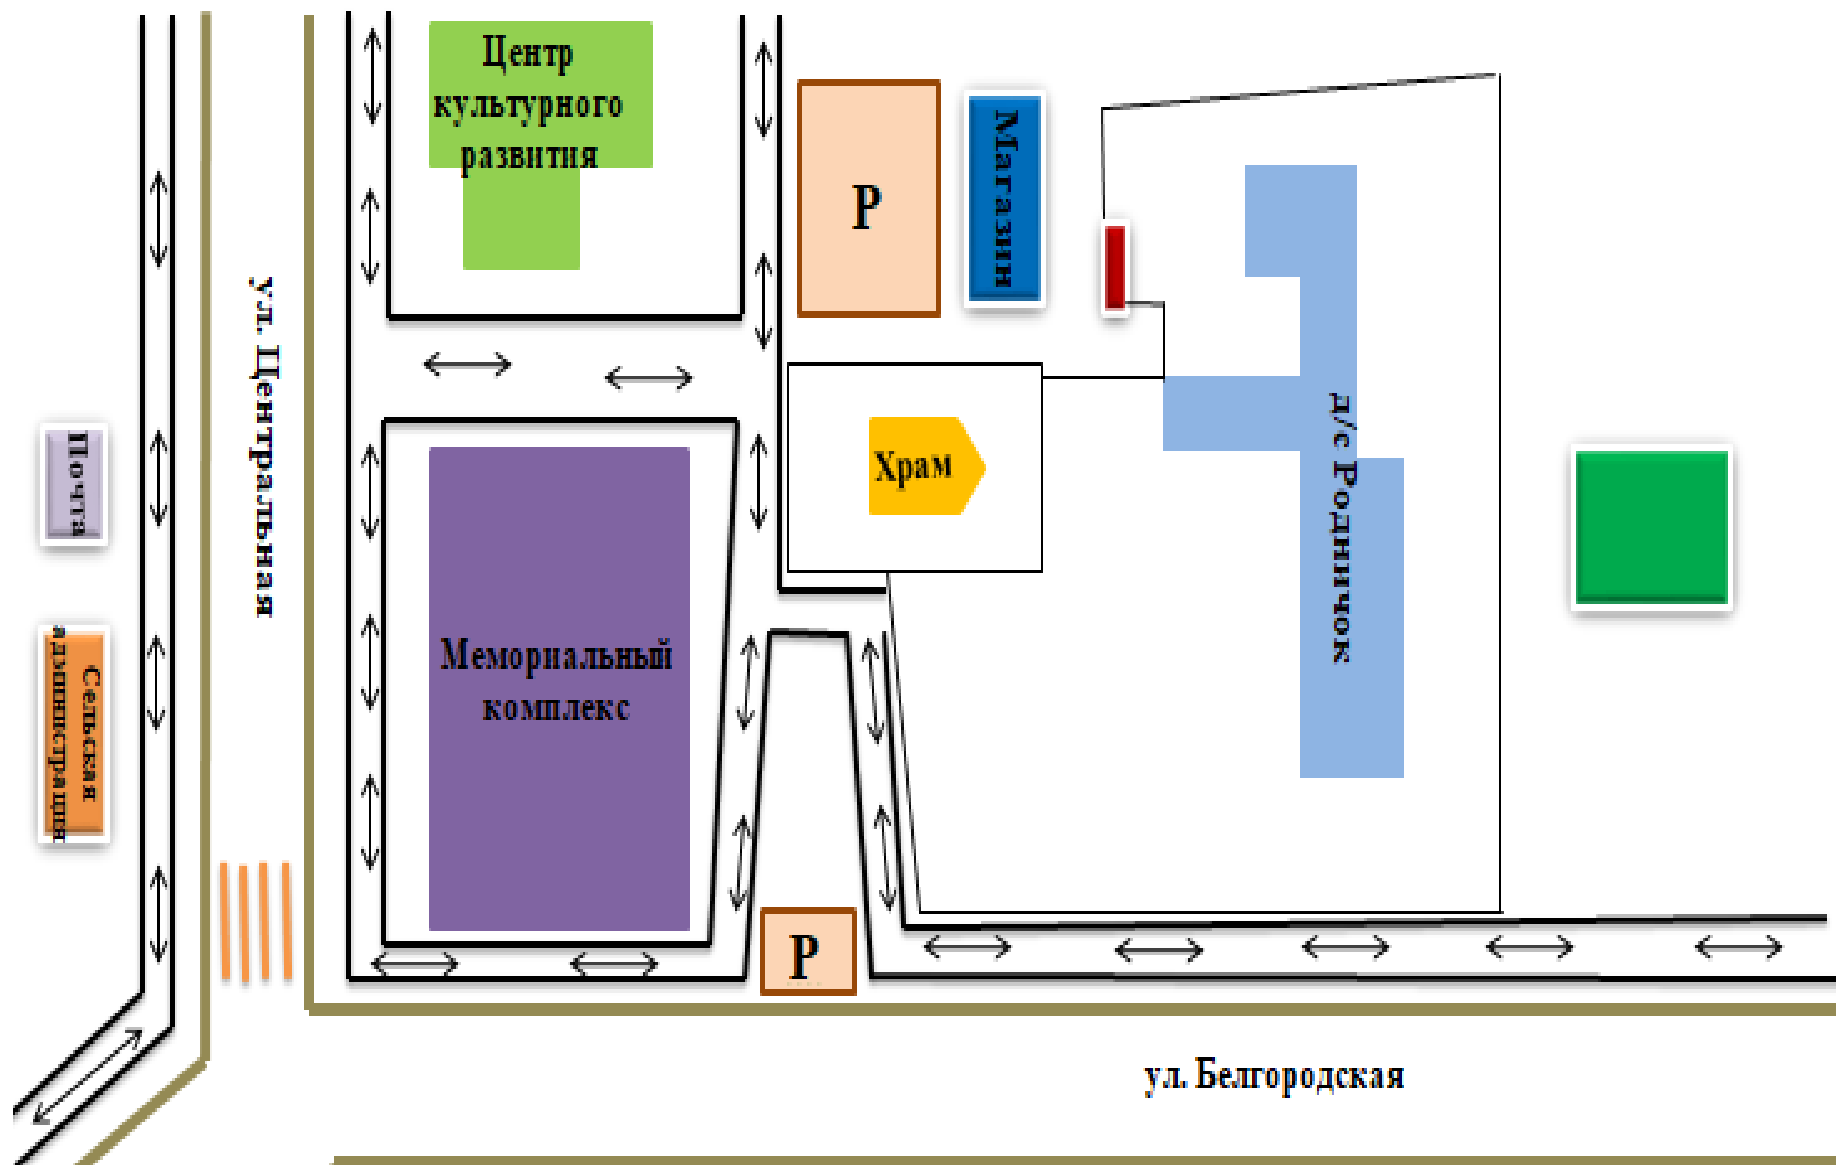 Центр
культурного
развития
Р
Магазин
ул. Центральная
Почта
Храм
д/с Родничок
Сельская
администрация
Мемориальный
комплекс
Р
ул. Белгородская